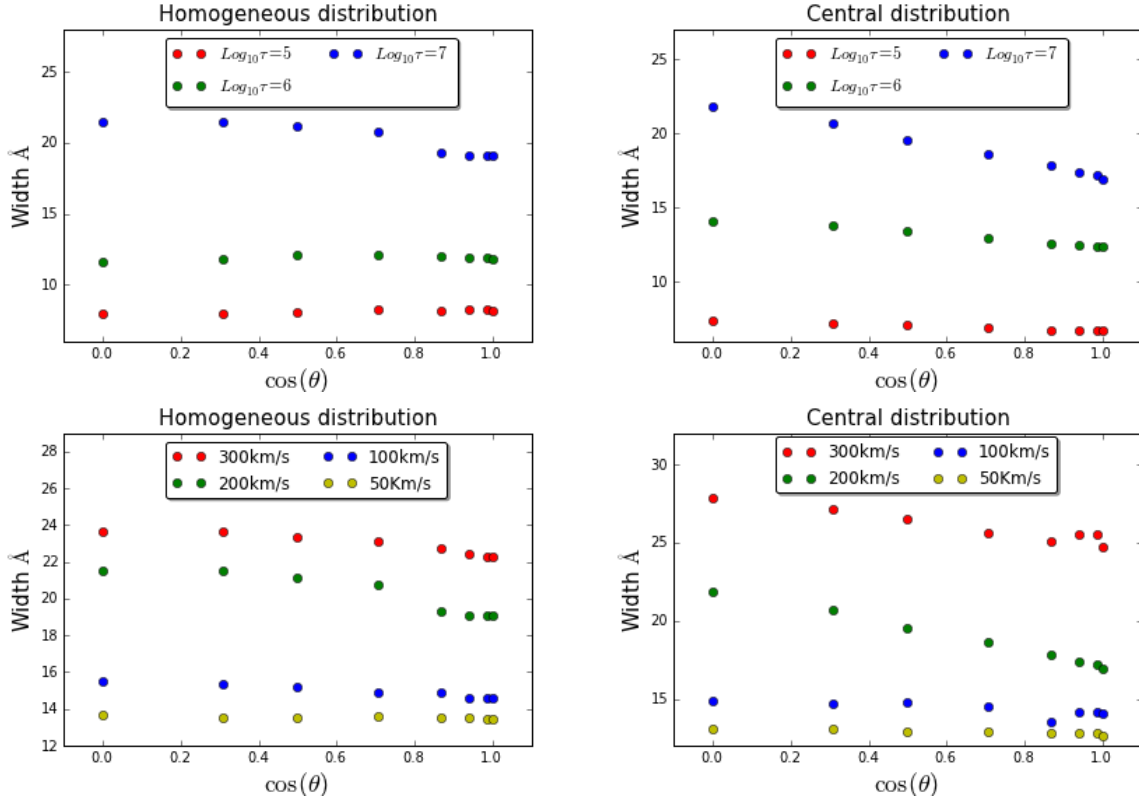 Homogeneous distribution
Log10τ=5 Log10τ=7
Log10τ=6
25
20
15
10
Width Å
0.0 0.2 0.4 0.6 0.8 1.0
cos(θ)
Central distribution
Log10τ=5 Log10τ=7
Log10τ=6
25
20
15
10
Width Å
0.0 0.2 0.4 0.6 0.8 1.0
cos(θ)
Homogeneous distribution
300km/s 100km/s
200km/s 50Km/s
28
26
24
22
20
18
16
14
12
Width Å
0.0 0.2 0.4 0.6 0.8 1.0
cos(θ)
Central distribution
300km/s 100km/s
200km/s 50Km/s
30
25
20
15
Width Å
0.0 0.2 0.4 0.6 0.8 1.0
cos(θ)